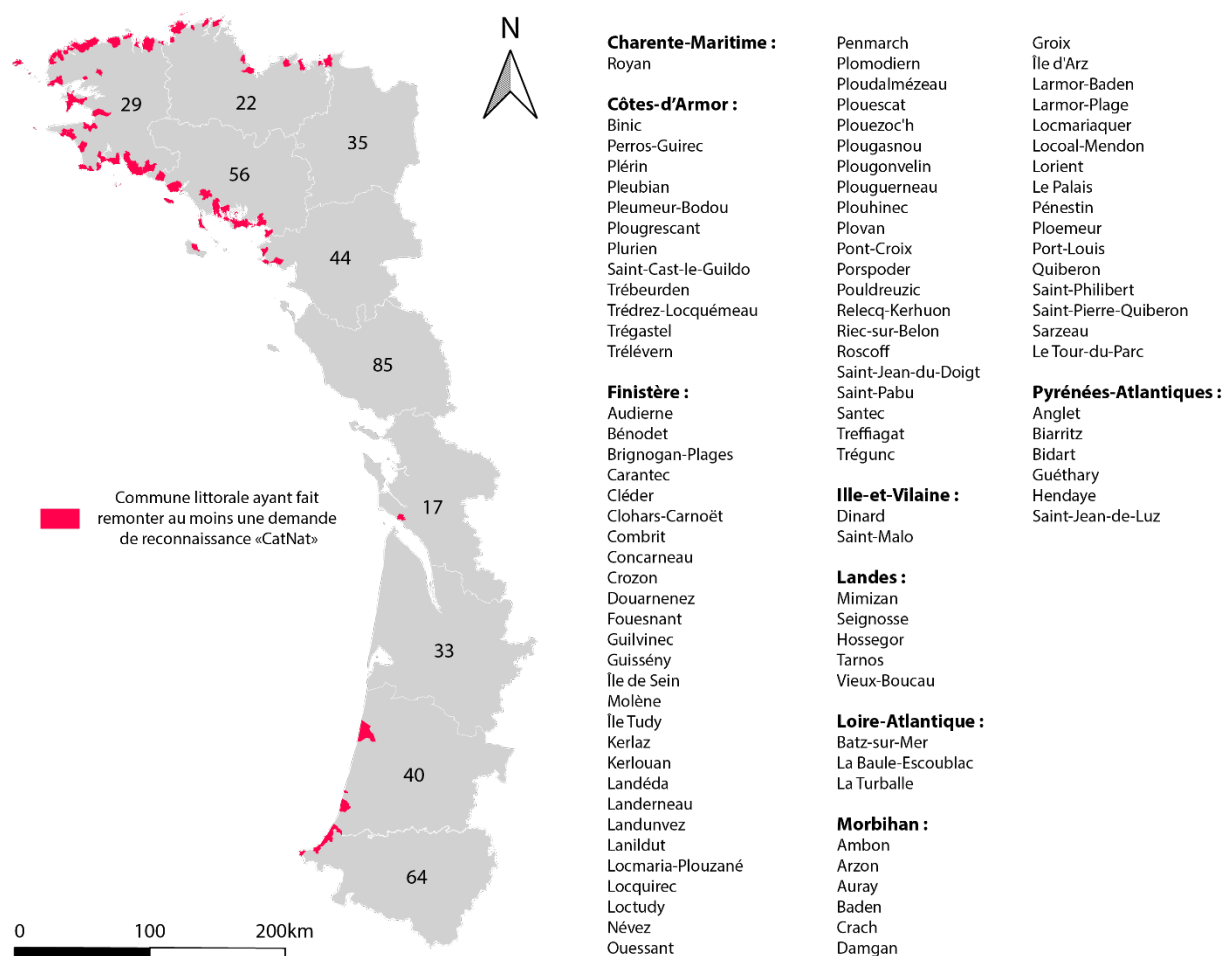 N
29
22
35
56
44
85
17
33
40
64
Commune littorale ayant fait
remonter au moins une demande
de reconnaissance «CatNat»
0 100 200km
Charente-Maritime :
Royan
Côtes-d'Armor :
Binic
Perros-Guirec
Plérin
Pleubian
Pleumeur-Bodou
Plougrescant
Plurien
Saint-Cast-le-Guildo
Trébeurden
Trédrez-Locquémeau
Trégastel
Trélévern
Finistère :
Audierne
Bénodet
Brignogan-Plages
Carantec
Cléder
Clohars-Carnoët
Combrit
Concarneau
Crozon
Douarnenez
Fouesnant
Guilvinec
Guissény
Île de Sein
Molène
Île Tudy
Kerlaz
Kerlouan
Landéda
Landerneau
Landunvez
Lanildut
Locmaria-Plouzané
Locquirec
Loctudy
Névez
Ouessant
Penmarch
Plomodiern
Ploudalmézeau
Plouescat
Plouezoc'h
Plougasnou
Plougonvelin
Plouguerneau
Plouhinec
Plovan
Pont-Croix
Porspoder
Pouldreuzic
Relecq-Kerhuon
Riec-sur-Belon
Roscoff
Saint-Jean-du-Doigt
Saint-Pabu
Santec
Treffiagat
Trégunc
Ille-et-Vilaine :
Dinard
Saint-Malo
Landes :
Mimizan
Seignosse
Hossegor
Tarnos
Vieux-Boucau
Loire-Atlantique :
Batz-sur-Mer
La Baule-Escoublac
La Turballe
Morbihan :
Ambon
Arzon
Auray
Baden
Crach
Damgan
Groix
Île d'Arz
Larmor-Baden
Larmor-Plage
Locmariaquer
Locoal-Mendon
Lorient
Le Palais
Pénestin
Ploemeur
Port-Louis
Quiberon
Saint-Philibert
Saint-Pierre-Quiberon
Sarzeau
Le Tour-du-Parc
Pyrénées-Atlantiques :
Anglet
Biarritz
Bidart
Guéthary
Hendaye
Saint-Jean-de-Luz